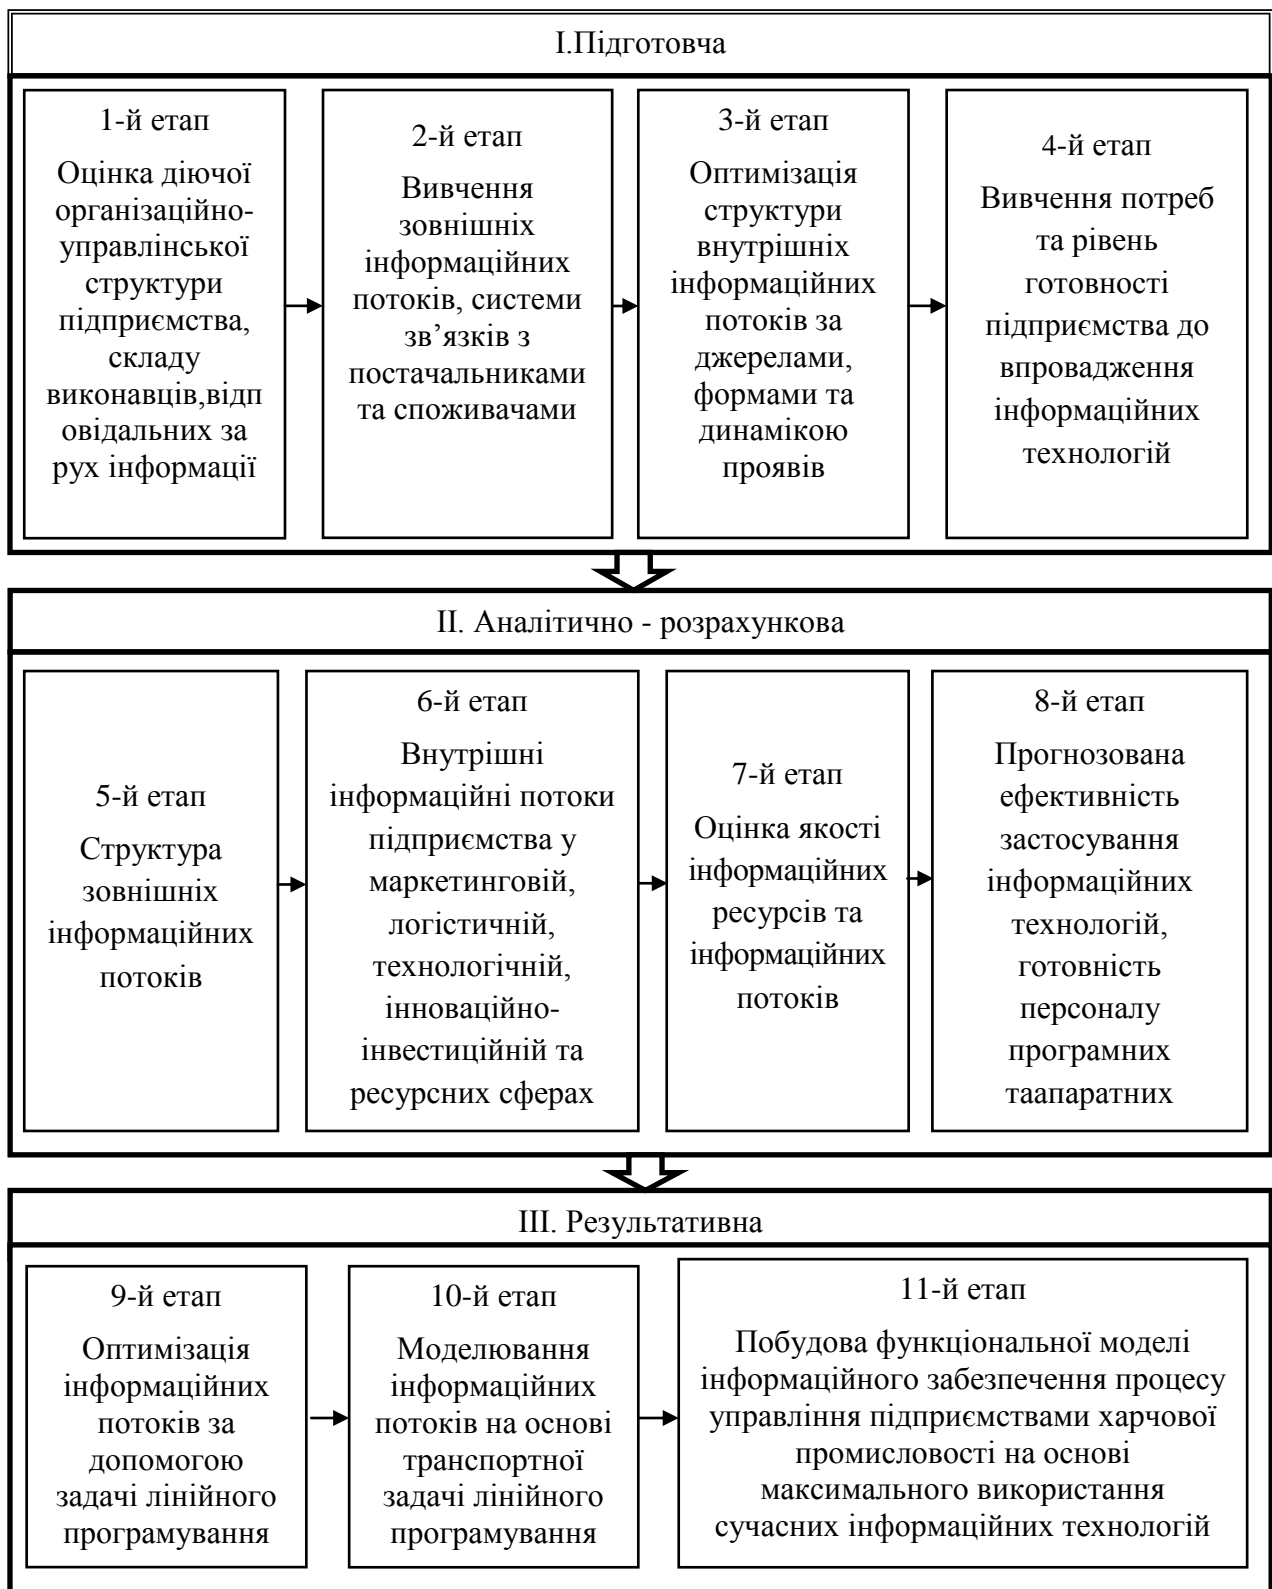 І.Підготовча
1-й етап
Оцінка діючої
організаційно-
управлінської
структури
підприємства,
складу
виконавців,відп
овідальних за
рух інформації
2-й етап
Вивчення
зовнішніх
інформаційних
потоків, системи
зв’язків з
постачальниками
та споживачами
3-й етап
Оптимізація
структури
внутрішніх
інформаційних
потоків за
джерелами,
формами та
динамікою
проявів
4-й етап
Вивчення потреб
та рівень
готовності
підприємства до
впровадження
інформаційних
технологій
ІІ. Аналітично - розрахункова
5-й етап
Структура
зовнішніх
інформаційних
потоків
6-й етап
Внутрішні
інформаційні потоки
підприємства у
маркетинговій,
логістичній,
технологічній,
інноваційно-
інвестиційній та
ресурсних сферах
7-й етап
Оцінка якості
інформаційних
ресурсів та
інформаційних
потоків
8-й етап
Прогнозована
ефективність
застосування
інформаційних
технологій,
готовність
персоналу
програмних
таапаратних
ІІІ. Результативна
9-й етап
Оптимізація
інформаційних
потоків за
допомогою
задачі лінійного
програмування
10-й етап
Моделювання
інформаційних
потоків на основі
транспортної
задачі лінійного
програмування
11-й етап
Побудова функціональної моделі
інформаційного забезпечення процесу
управління підприємствами харчової
промисловості на основі
максимального використання
сучасних інформаційних технологій